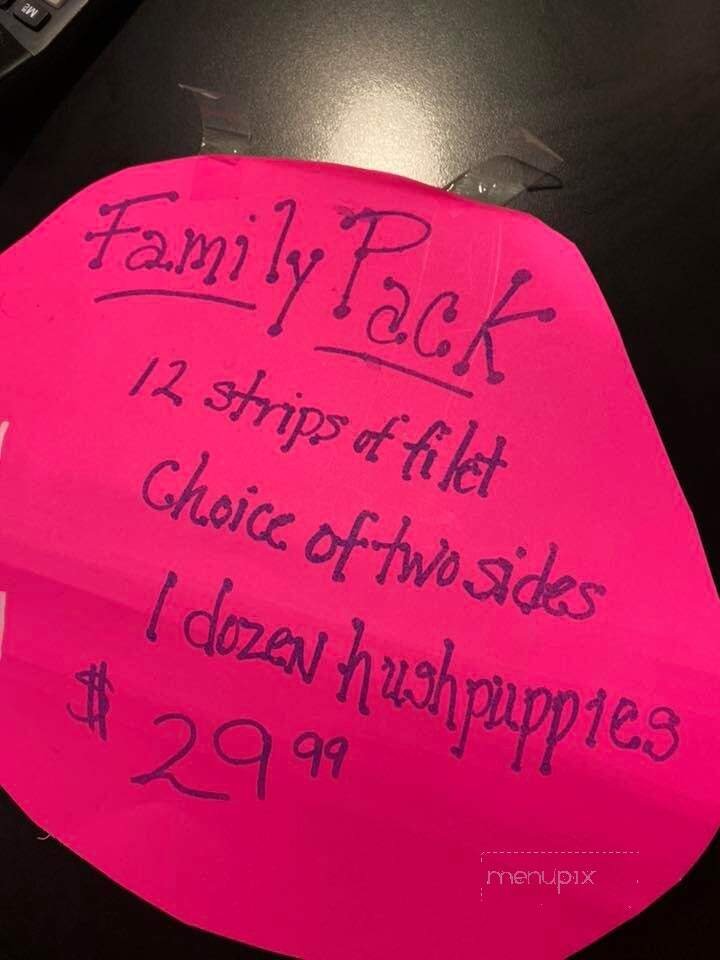 Family Pack
12 strips of filet
Choice of two sides
1 dozen hushpuppies
$29.99
menupix
M